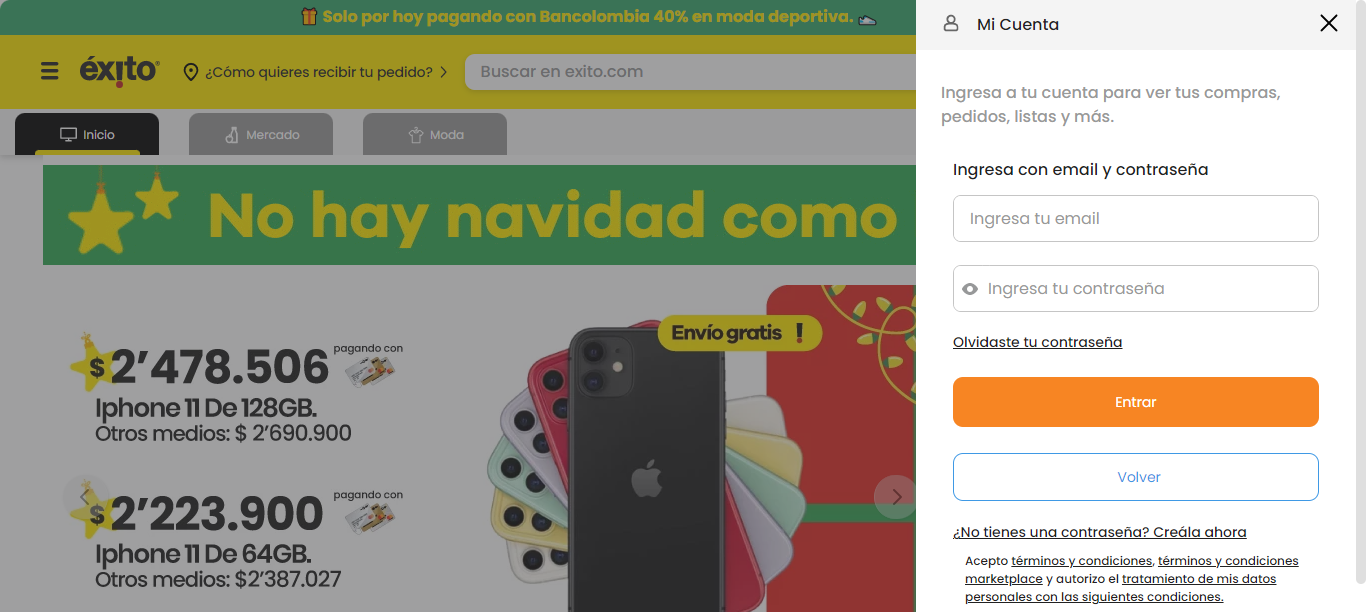 Solo por hoy pagando con Bancolombia 40% en moda deportiva.
éxito
¿Cómo quieres recibir tu pedido?
Buscar en exito.com
Inicio
Mercado
Moda
No hay navidad como
Envío gratis !
$2’478.506
pagando con
Iphone 11 De 128GB.
Otros medios: $ 2’690.900
$2’223.900
pagando con
Iphone 11 De 64GB.
Otros medios: $2’387.027
Mi Cuenta
Ingresa a tu cuenta para ver tus compras,
pedidos, listas y más.
Ingresa con email y contraseña
Ingresa tu email
Ingresa tu contraseña
Olvidaste tu contraseña
Entrar
Volver
¿No tienes una contraseña? Creála ahora
Acepto términos y condiciones, términos y condiciones
marketplace y autorizo el tratamiento de mis datos
personales con las siguientes condiciones.